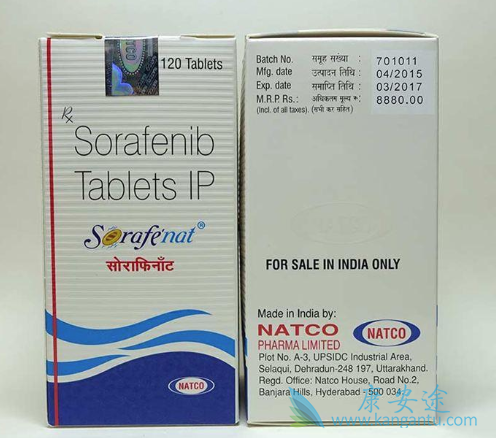 120 Tablets
Rx
Sorafenib
Tablets IP
Sorafenat®
सोराफिनॉंट
NATCO
Batch No. समूह संख्या : 701011
Mfg. date उत्पादन तिथि : 04/2015
Exp. date समाप्ति तिथि : 03/2017
M.R.P. Rs.: अधिकतम मूल्य रु: 8880.00
(Incl. of all taxes). (सभी कर सहित)
FOR SALE IN INDIA ONLY
Made in India by:
NATCO
PHARMA LIMITED
NATCO
Plot No. A-3, UPSIDC Industrial Area,
Selaqui, Dehradun-248 197, Uttarakhand.
Regd. Office: Natco House, Road No.2,
Banjara Hills, Hyderabad - 500 034.
康安途
www.kangantu.com